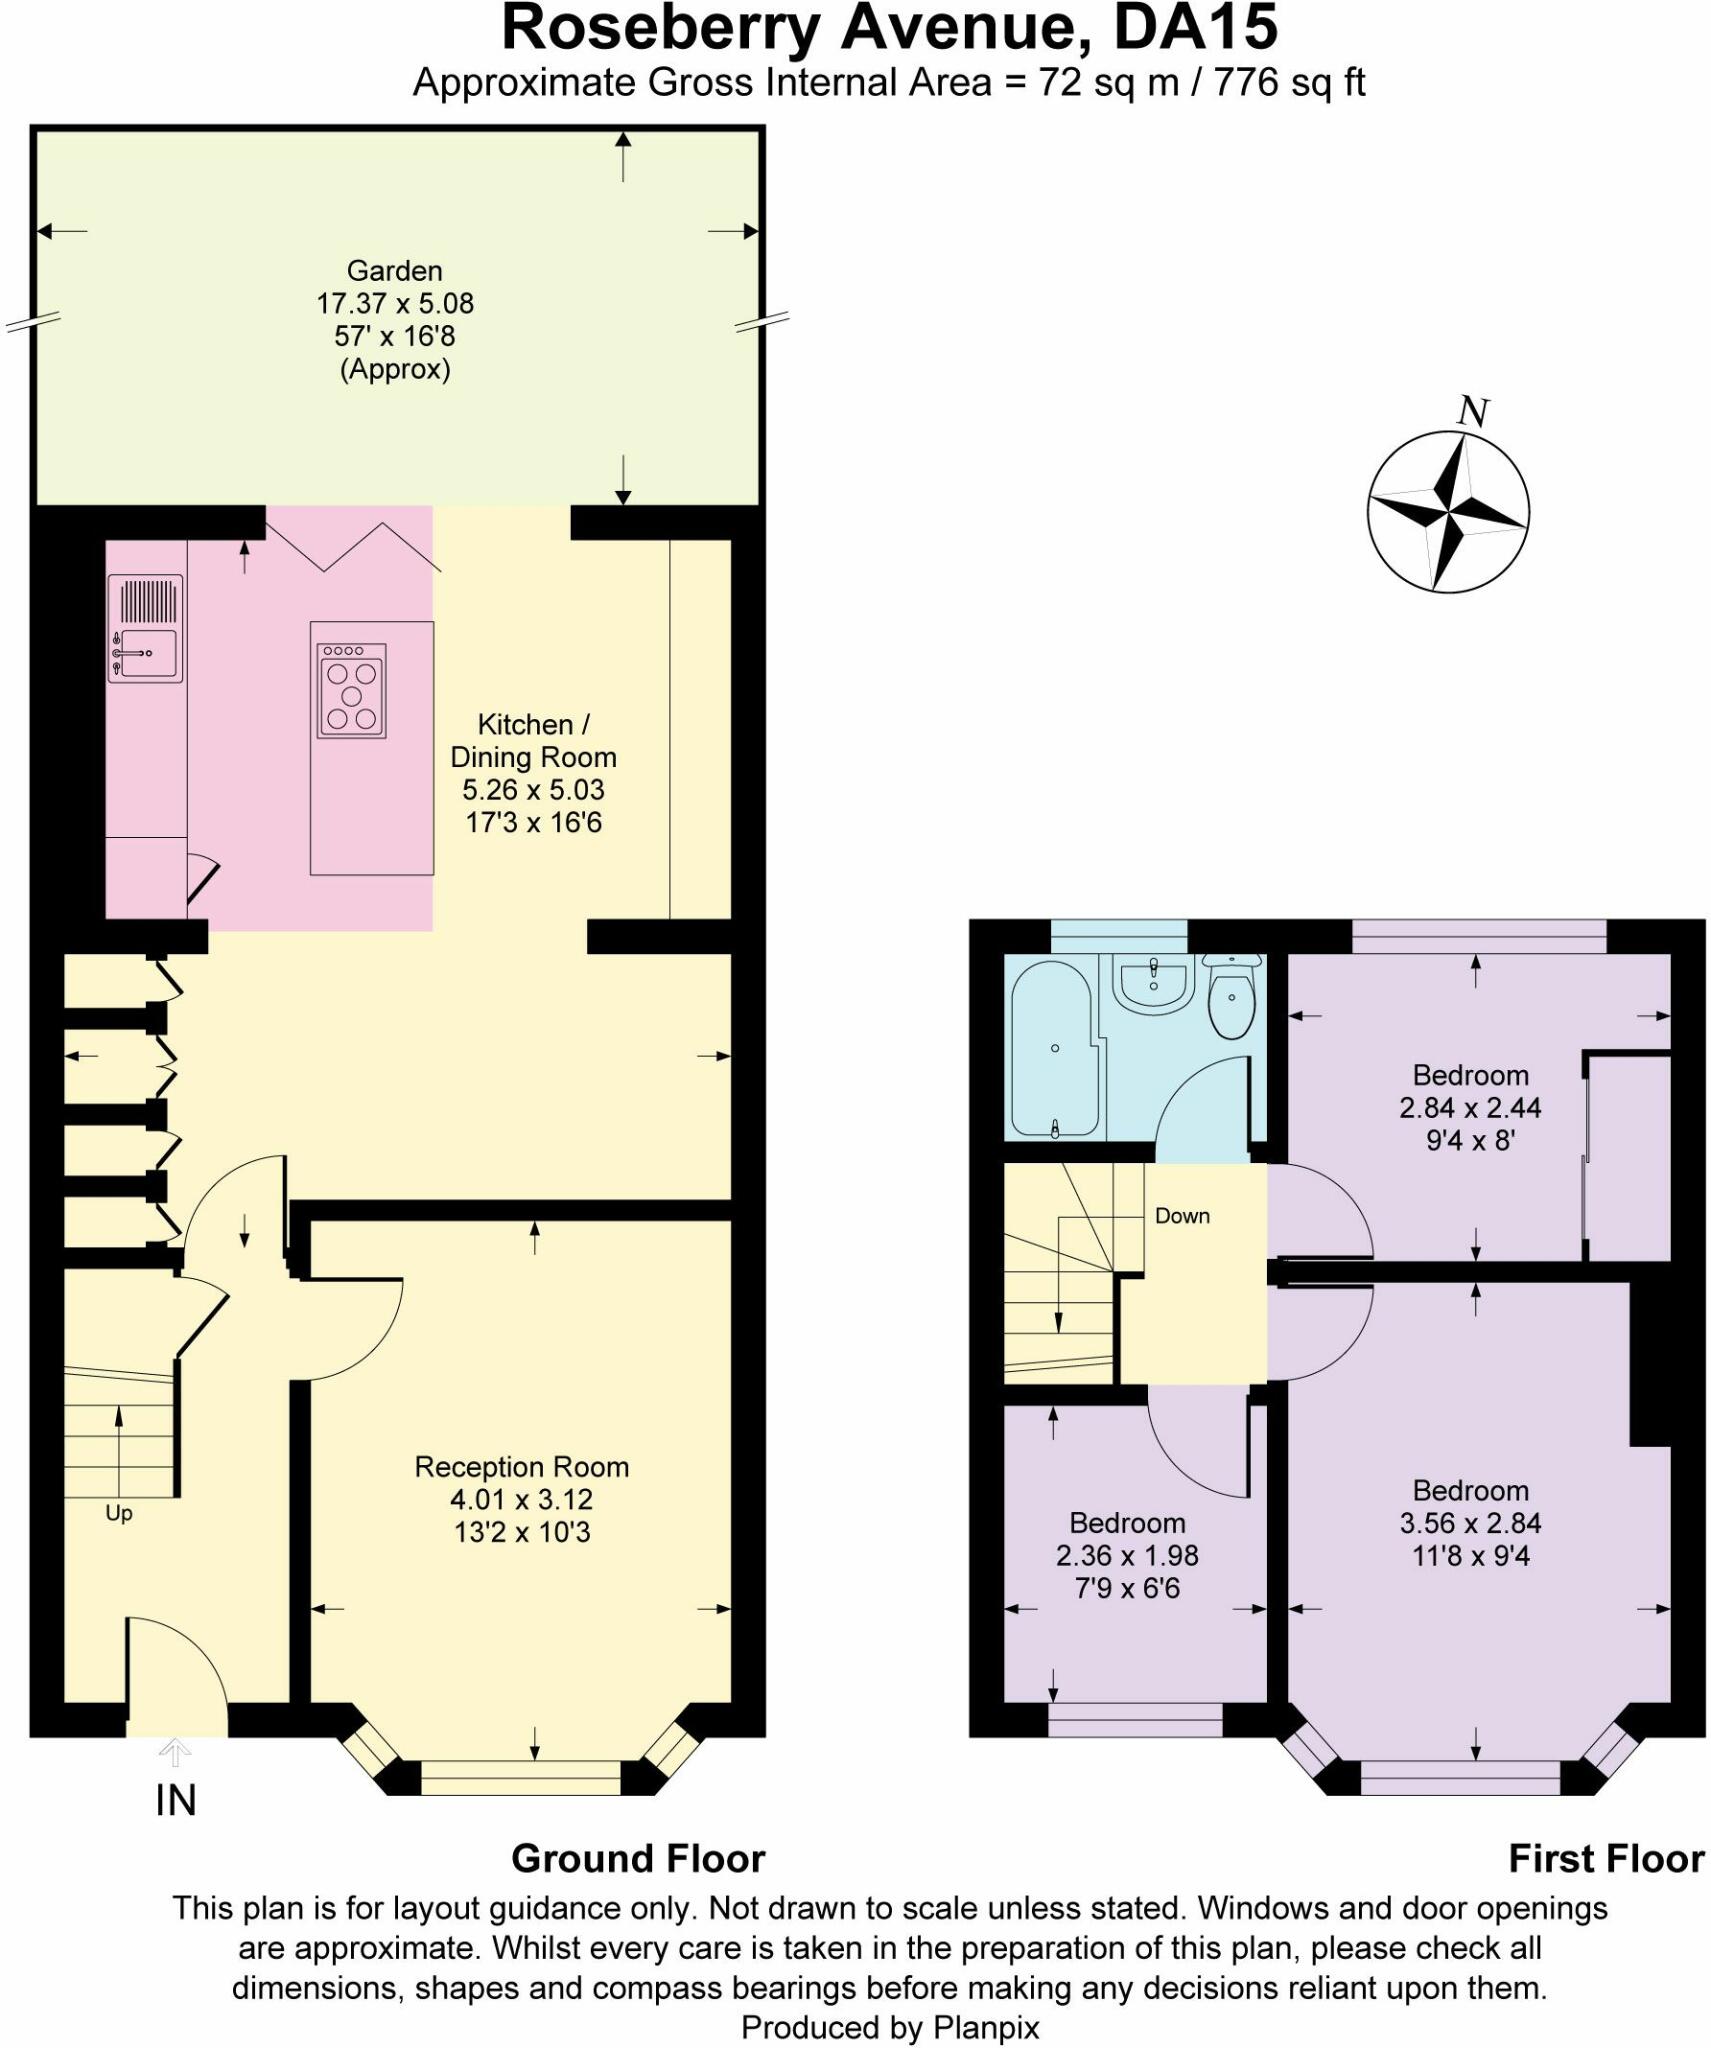 Roseberry Avenue, DA15
Approximate Gross Internal Area = 72 sq m / 776 sq ft
Garden
17.37 x 5.08
57' x 16'8
(Approx)
N
Kitchen /
Dining Room
5.26 x 5.03
17'3 x 16'6
Reception Room
4.01 x 3.12
13'2 x 10'3
Up
IN
Ground Floor
Bedroom
2.84 x 2.44
9'4 x 8'
Down
Bedroom
3.56 x 2.84
11'8 x 9'4
Bedroom
2.36 x 1.98
7'9 x 6'6
First Floor
This plan is for layout guidance only. Not drawn to scale unless stated. Windows and door openings
are approximate. Whilst every care is taken in the preparation of this plan, please check all
dimensions, shapes and compass bearings before making any decisions reliant upon them.
Produced by Planpix